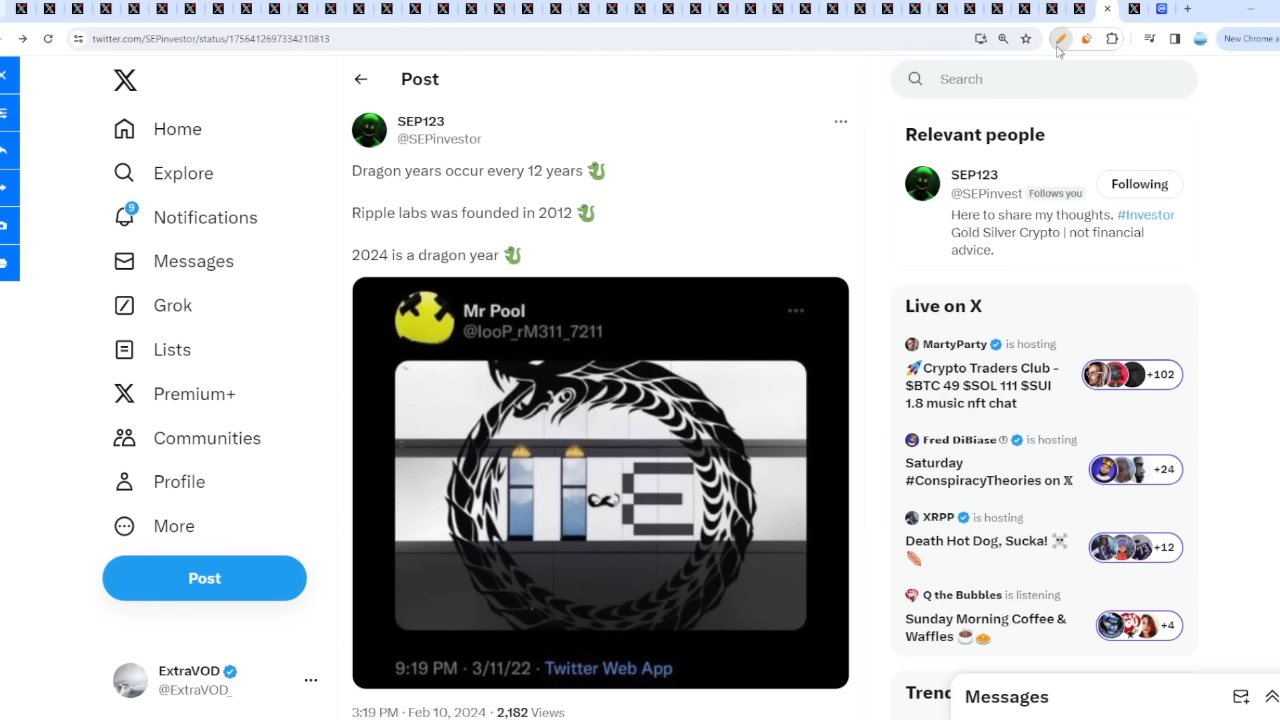 twitter.com/SEPinvestor/status/1756412697334210813
New Chrome a
Home
Explore
9
Notifications
Messages
Grok
Lists
Premium+
Communities
Profile
More
Post
ExtraVOD
@ExtraVOD_
Post
SEP123
@SEPinvestor
Dragon years occur every 12 years
Ripple labs was founded in 2012
2024 is a dragon year
Mr Pool
@looP_rM311_7211
9:19 PM · 3/11/22 · Twitter Web App
3:19 PM · Feb 10, 2024 · 2,182 Views
Search
Relevant people
SEP123
@SEPinvest Follows you
Following
Here to share my thoughts. #Investor
Gold Silver Crypto | not financial
advice.
Live on X
MartyParty is hosting
🚀Crypto Traders Club -
$BTC 49 $SOL 111 $SUI
1.8 music nft chat
+102
Fred DiBiase is hosting
Saturday
#ConspiracyTheories on 𝕏
+24
XRPP is hosting
Death Hot Dog, Sucka!
+12
Q the Bubbles is listening
Sunday Morning Coffee &
Waffles
+4
Trend
Messages